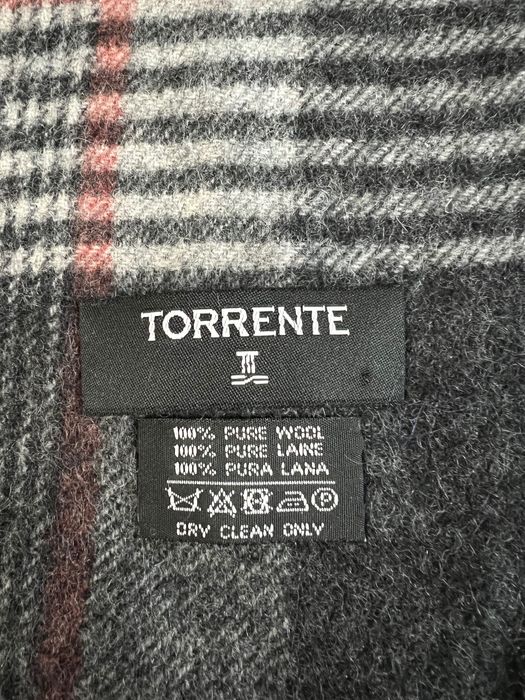 TORRENTE
100% PURE WOOL
100% PURE LAINE
100% PURA LANA
P
DRY CLEAN ONLY